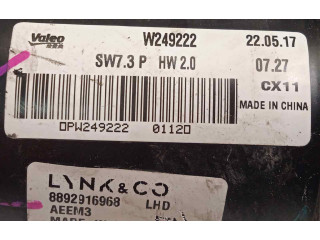 Valeo W249222 22.05.17
SW7.3 P HW 2.0 07.27
CX11
MADE IN CHINA
0PW249222 01120
LYNK&CO
8892916968 LHD
AEEM3
MADE